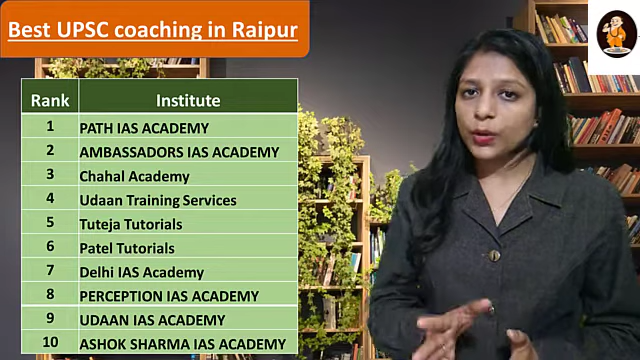 Best UPSC coaching in Raipur
Rank Institute
1 PATH IAS ACADEMY
2 AMBASSADORS IAS ACADEMY
3 Chahal Academy
4 Udaan Training Services
5 Tuteja Tutorials
6 Patel Tutorials
7 Delhi IAS Academy
8 PERCEPTION IAS ACADEMY
9 UDAAN IAS ACADEMY
10 ASHOK SHARMA IAS ACADEMY